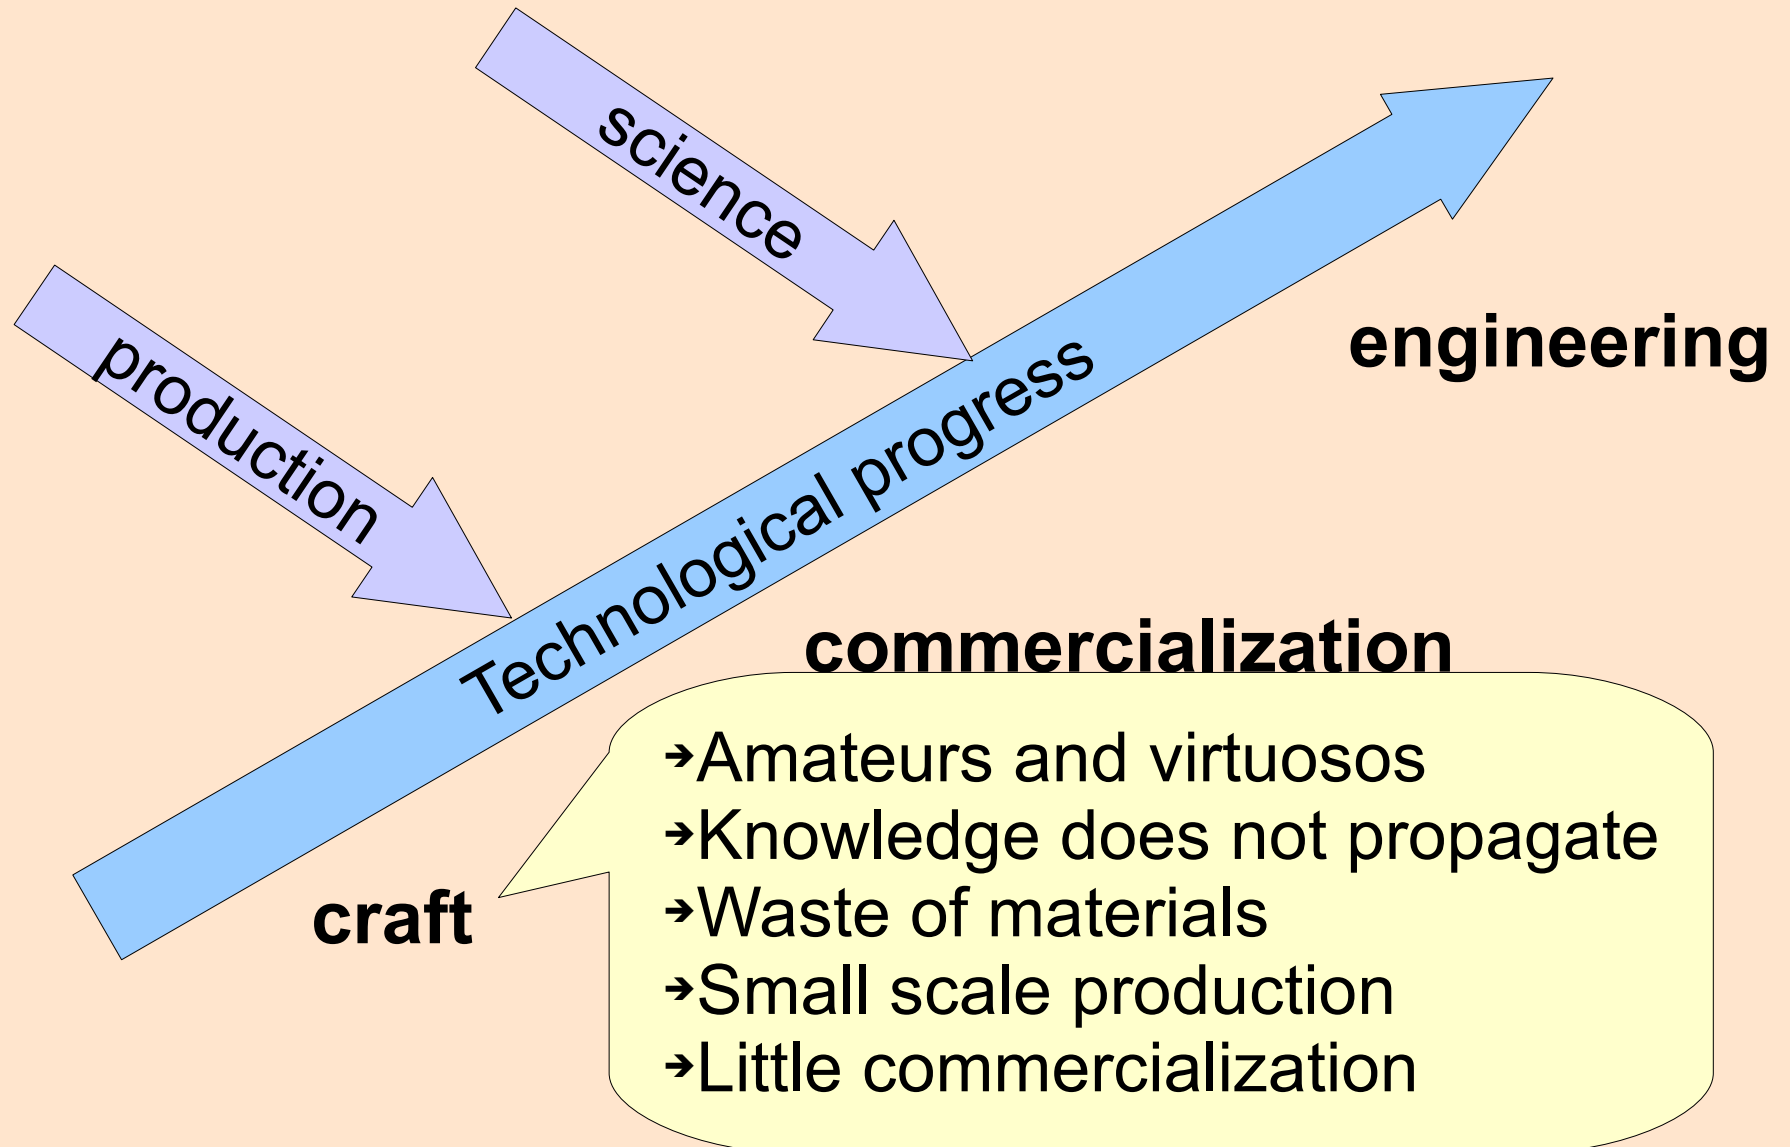 science
production
Technological progress
engineering
commercialization
craft
➔Amateurs and virtuosos
➔Knowledge does not propagate
➔Waste of materials
➔Small scale production
➔Little commercialization